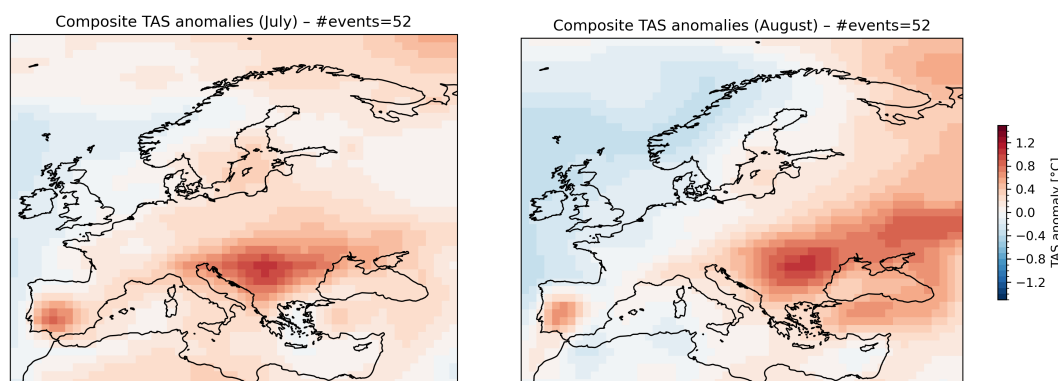 Composite TAS anomalies (July) – #events=52
Composite TAS anomalies (August) – #events=52
1.2
0.8
0.4
0.0
−0.4
−0.8
−1.2
TAS anomaly [°C]